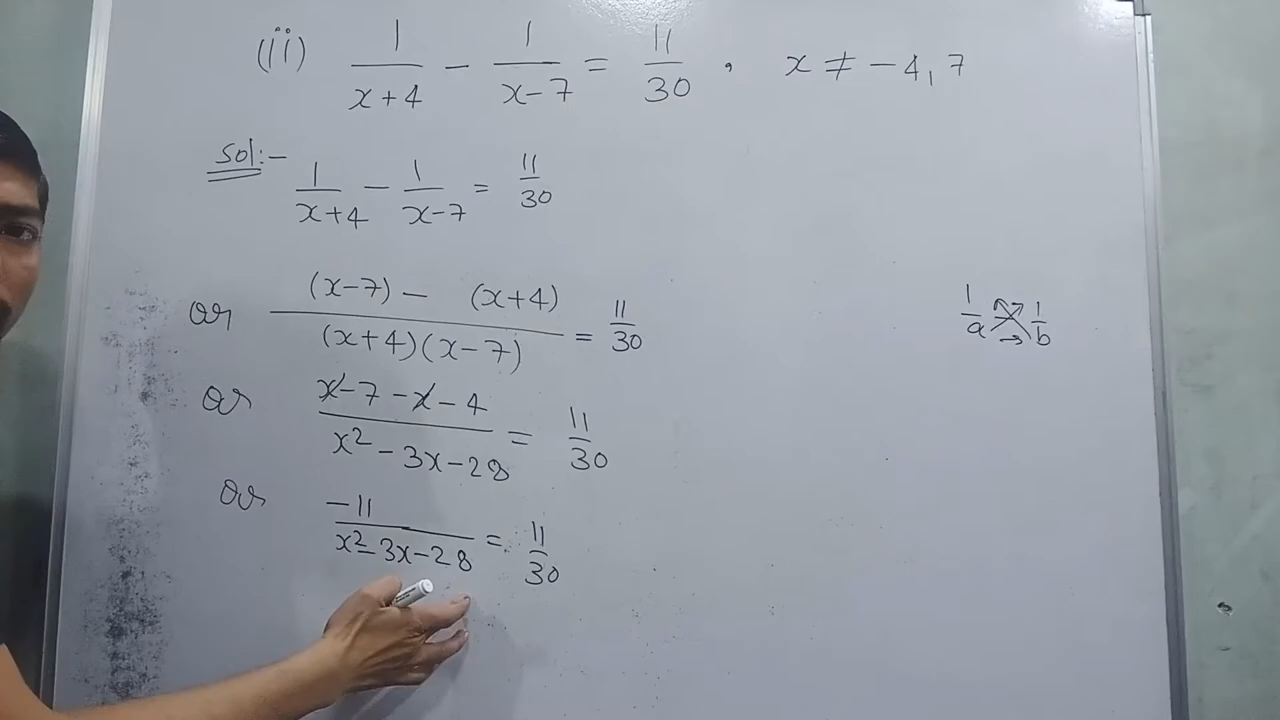 (ii) 1/(x+4) - 1/(x-7) = 11/30 , x ≠ -4, 7
Sol:-
1/(x+4) - 1/(x-7) = 11/30
or ((x-7) - (x+4))/((x+4)(x-7)) = 11/30
1/a - 1/b
or (x-7-x-4)/(x²-3x-28) = 11/30
or -11/(x²-3x-28) = 11/30